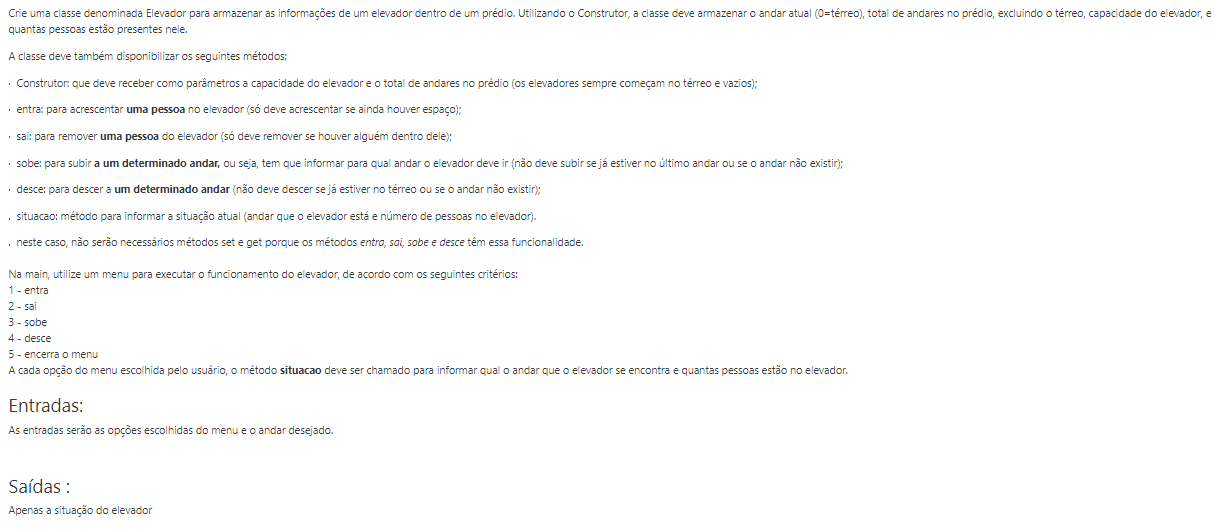 Crie uma classe denominada Elevador para armazenar as informações de um elevador dentro de um prédio. Utilizando o Construtor, a classe deve armazenar o andar atual (0=térreo), total de andares no prédio, excluindo o térreo, capacidade do elevador, e
quantas pessoas estão presentes nele.
A classe deve também disponibilizar os seguintes métodos:
· Construtor: que deve receber como parâmetros a capacidade do elevador e o total de andares no prédio (os elevadores sempre começam no térreo e vazios);
· entra: para acrescentar uma pessoa no elevador (só deve acrescentar se ainda houver espaço);
· sai: para remover uma pessoa do elevador (só deve remover se houver alguém dentro dele);
· sobe: para subir a um determinado andar, ou seja, tem que informar para qual andar o elevador deve ir (não deve subir se já estiver no último andar ou se o andar não existir);
· desce: para descer a um determinado andar (não deve descer se já estiver no térreo ou se o andar não existir);
. situacao: método para informar a situação atual (andar que o elevador está e número de pessoas no elevador).
. neste caso, não serão necessários métodos set e get porque os métodos entra, sai, sobe e desce têm essa funcionalidade.
Na main, utilize um menu para executar o funcionamento do elevador, de acordo com os seguintes critérios:
1 - entra
2 - sai
3 - sobe
4 - desce
5 - encerra o menu
A cada opção do menu escolhida pelo usuário, o método situacao deve ser chamado para informar qual o andar que o elevador se encontra e quantas pessoas estão no elevador.
Entradas:
As entradas serão as opções escolhidas do menu e o andar desejado.
Saídas :
Apenas a situação do elevador